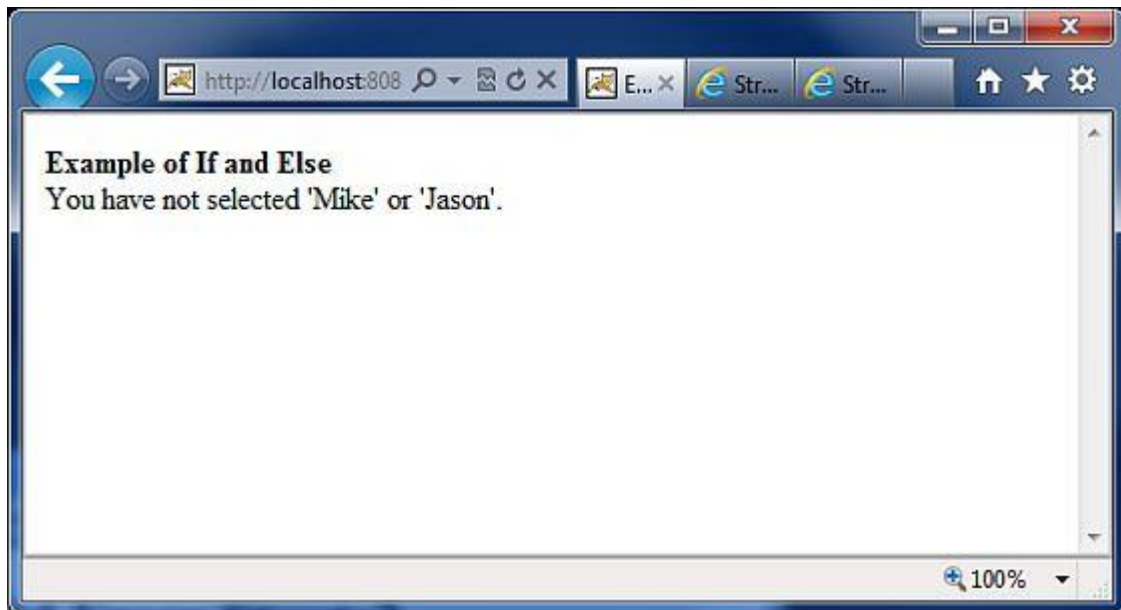 http://localhost:808
E...
Str...
Str...
Example of If and Else
You have not selected 'Mike' or 'Jason'.
100%